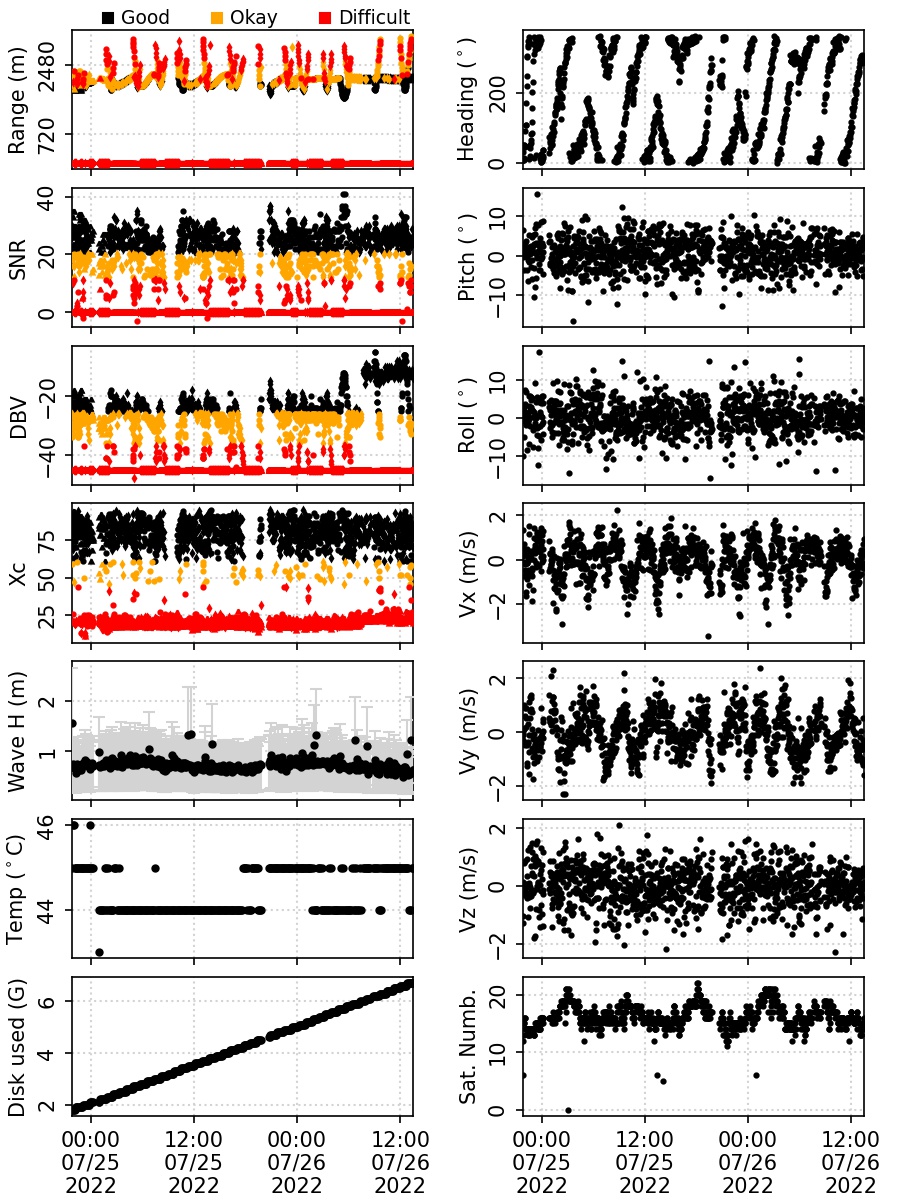 Good Okay Difficult
Range (m)
2480
720
Heading (°)
200
0
SNR
40
20
0
Pitch (°)
10
0
−10
DBV
−20
−40
Roll (°)
10
0
−10
Xc
75
50
25
Vx (m/s)
2
0
−2
Wave H (m)
2
1
Vy (m/s)
2
0
−2
Temp (°C)
46
44
Vz (m/s)
2
0
−2
Disk used (G)
6
4
2
Sat. Numb.
20
10
0
00:00 12:00 00:00 12:00
07/25 07/25 07/26 07/26
2022 2022 2022 2022
00:00 12:00 00:00 12:00
07/25 07/25 07/26 07/26
2022 2022 2022 2022